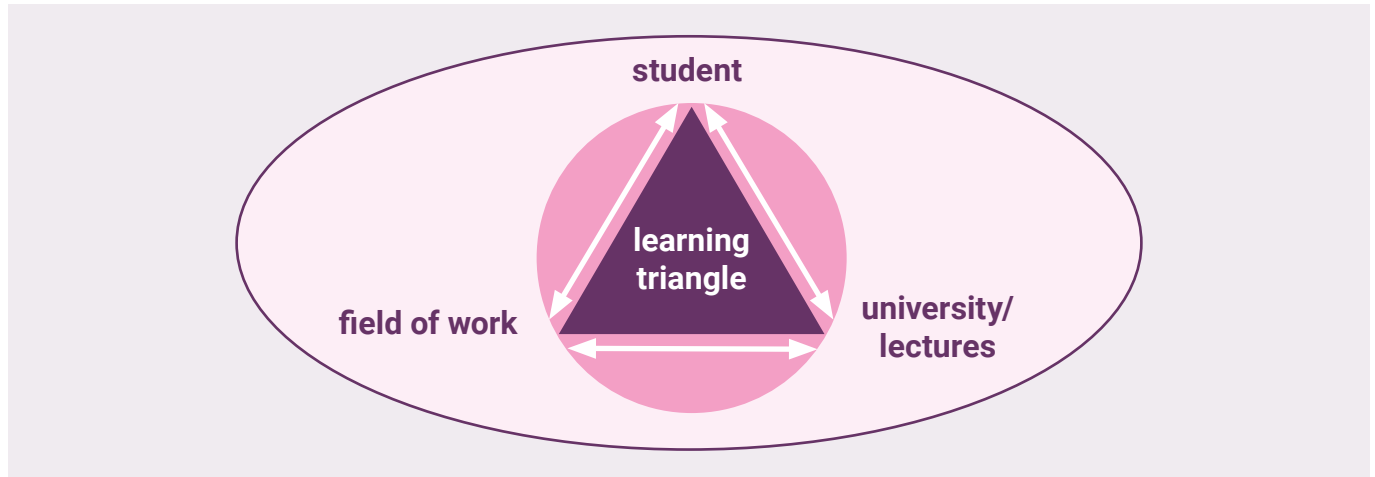 student
learning
triangle
field of work
university/
lectures